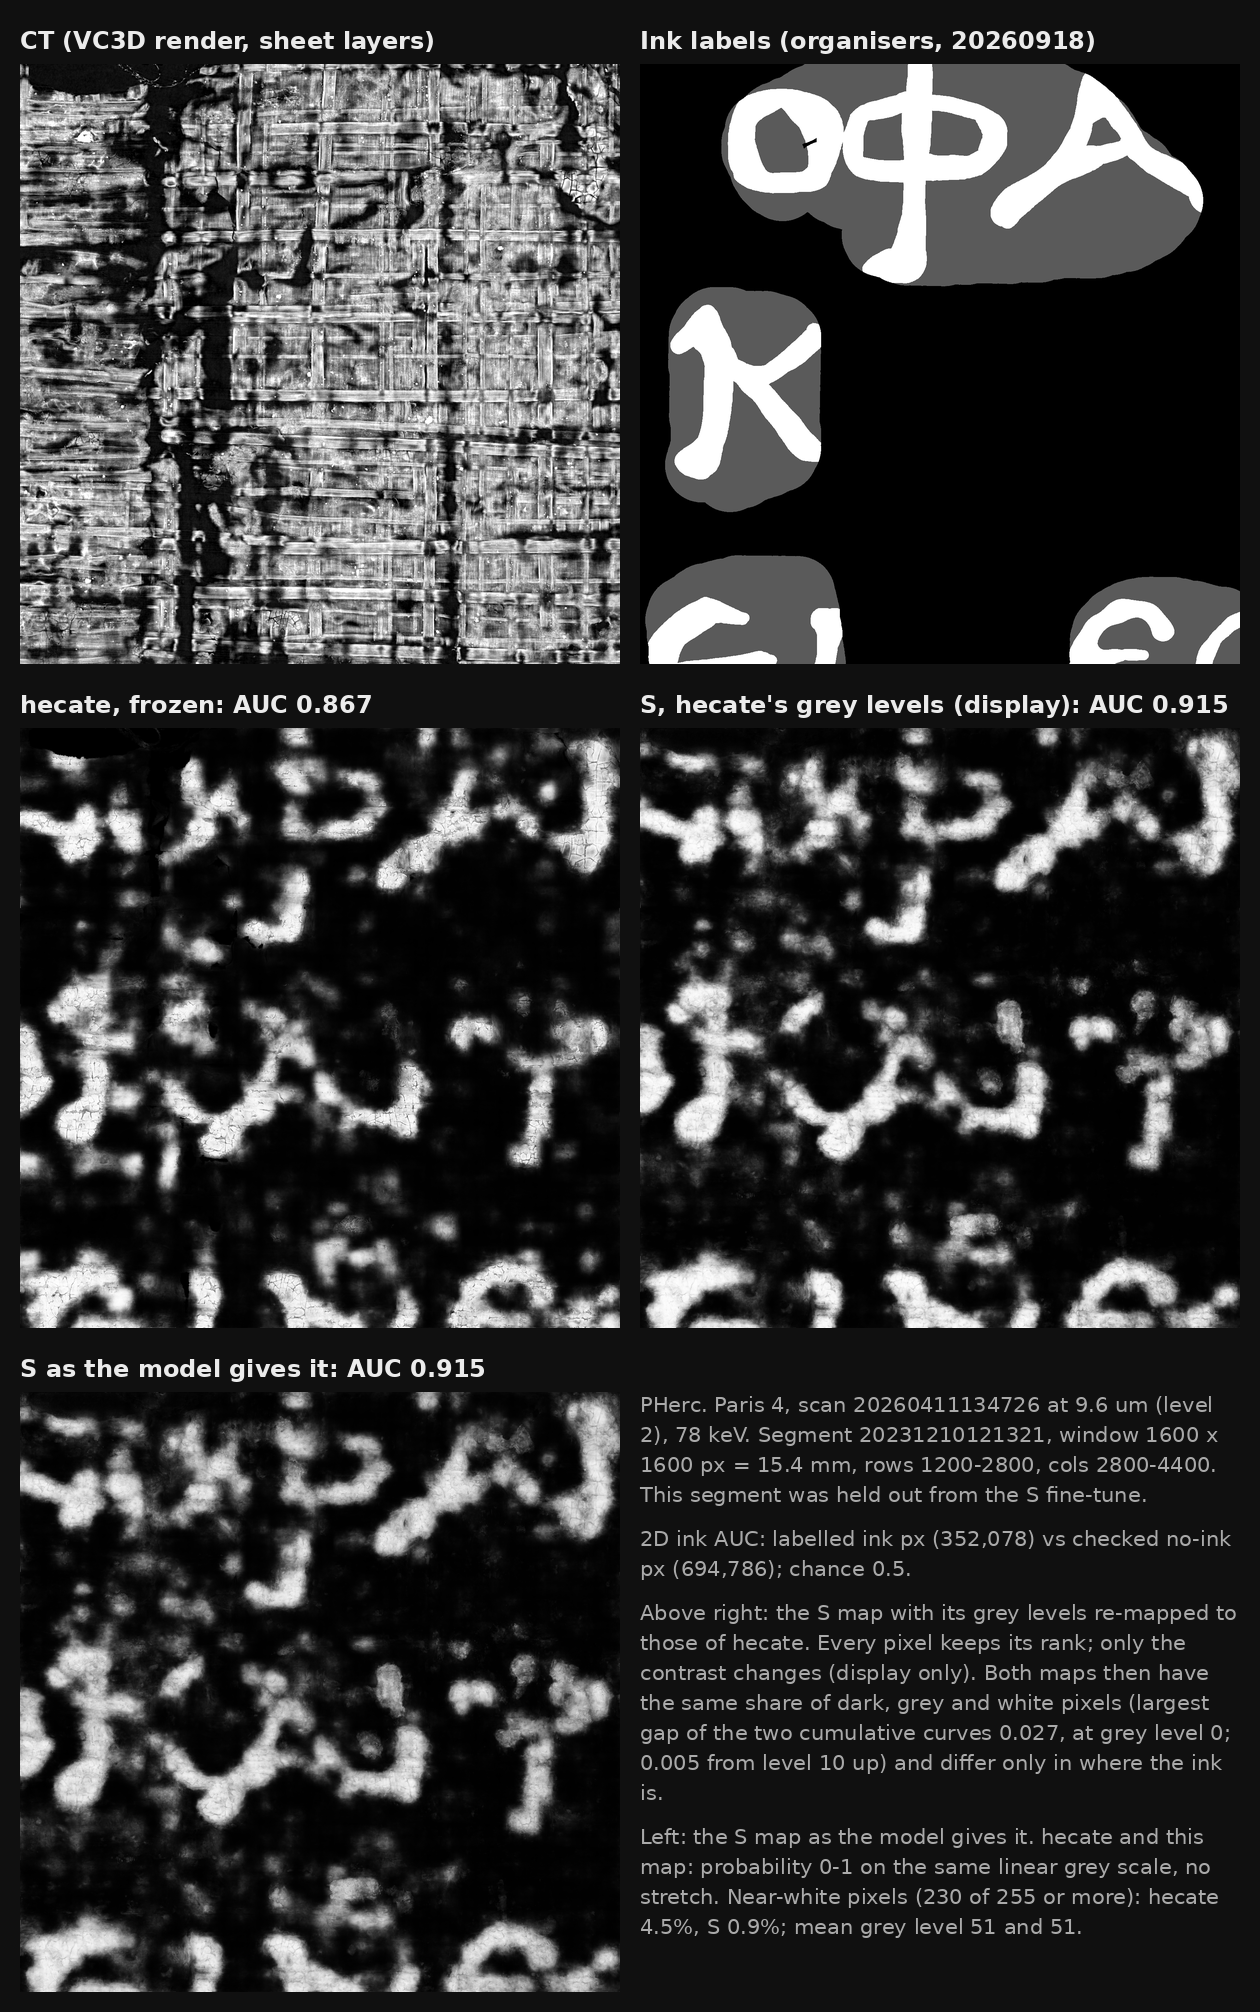 CT (VC3D render, sheet layers)
Ink labels (organisers, 20260918)
οφλ
κ
hecate, frozen: AUC 0.867
S, hecate's grey levels (display): AUC 0.915
S as the model gives it: AUC 0.915
PHerc. Paris 4, scan 20260411134726 at 9.6 um (level
2), 78 keV. Segment 20231210121321, window 1600 x
1600 px = 15.4 mm, rows 1200-2800, cols 2800-4400.
This segment was held out from the S fine-tune.
2D ink AUC: labelled ink px (352,078) vs checked no-ink
px (694,786); chance 0.5.
Above right: the S map with its grey levels re-mapped to
those of hecate. Every pixel keeps its rank; only the
contrast changes (display only). Both maps then have
the same share of dark, grey and white pixels (largest
gap of the two cumulative curves 0.027, at grey level 0;
0.005 from level 10 up) and differ only in where the ink
is.
Left: the S map as the model gives it. hecate and this
map: probability 0-1 on the same linear grey scale, no
stretch. Near-white pixels (230 of 255 or more): hecate
4.5%, S 0.9%; mean grey level 51 and 51.